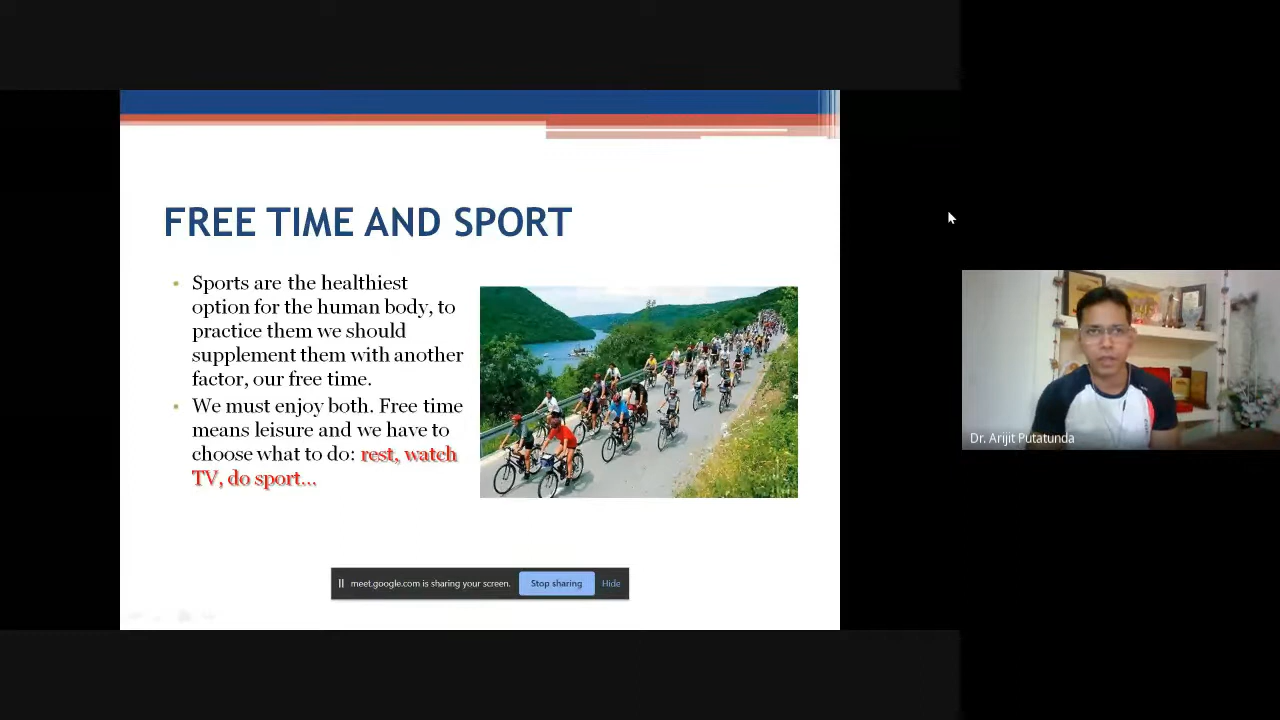 FREE TIME AND SPORT
Sports are the healthiest
option for the human body, to
practice them we should
supplement them with another
factor, our free time.
We must enjoy both. Free time
means leisure and we have to
choose what to do: rest, watch
TV, do sport...
meet.google.com is sharing your screen.
Stop sharing
Hide
Dr. Arijit Putatunda